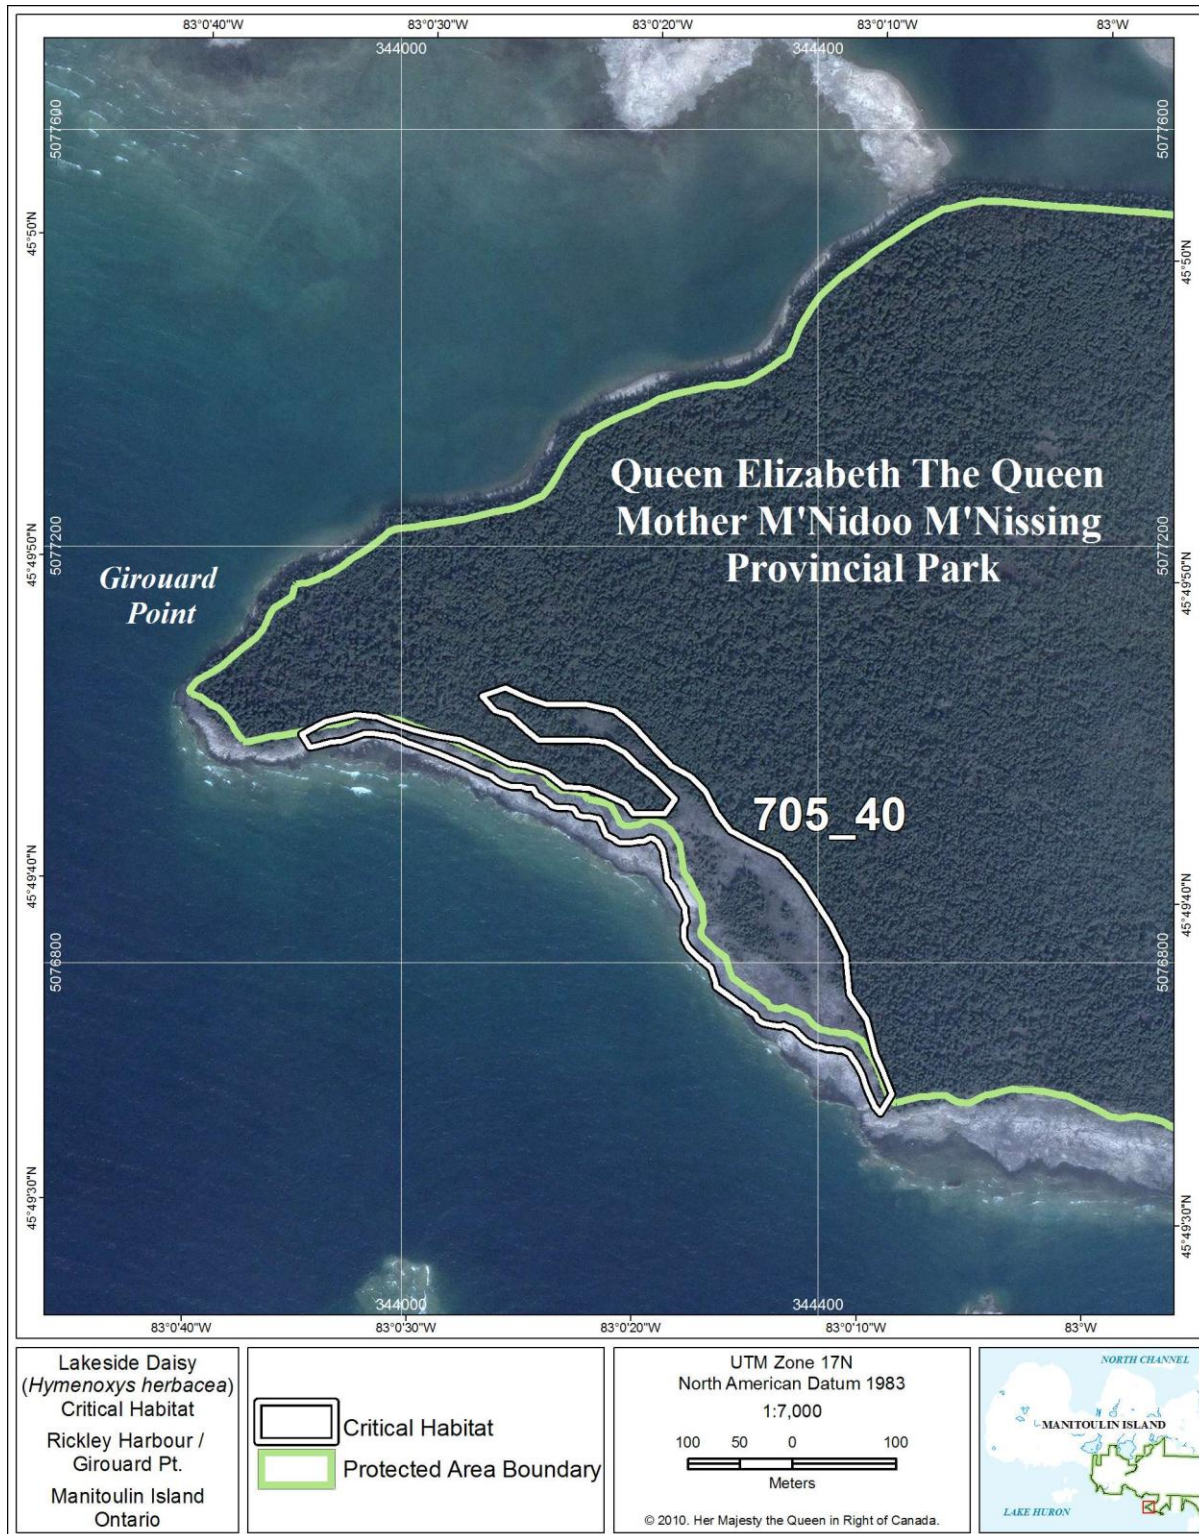 83°0'40"W
83°0'30"W
83°0'20"W
83°0'10"W
83°W
344000
344400
5077600
5077600
45°50'N
45°50'N
Queen Elizabeth The Queen
Mother M'Nidoo M'Nissing
Provincial Park
45°49'50"N
5077200
5077200
45°49'50"N
Girouard
Point
705_40
45°49'40"N
45°49'40"N
5076800
5076800
45°49'30"N
45°49'30"N
344000
344400
83°0'40"W
83°0'30"W
83°0'20"W
83°0'10"W
83°W
Lakeside Daisy
(Hymenoxys herbacea)
Critical Habitat
Rickley Harbour /
Girouard Pt.
Manitoulin Island
Ontario
Critical Habitat
Protected Area Boundary
UTM Zone 17N
North American Datum 1983
1:7,000
100 50 0 100
Meters
© 2010. Her Majesty the Queen in Right of Canada.
NORTH CHANNEL
MANITOULIN ISLAND
LAKE HURON